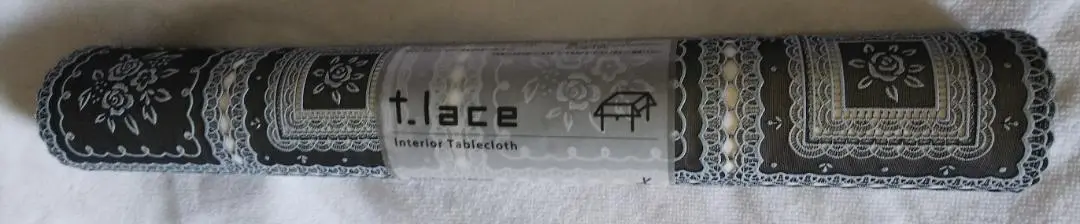 t.lace
Interior Tablecloth